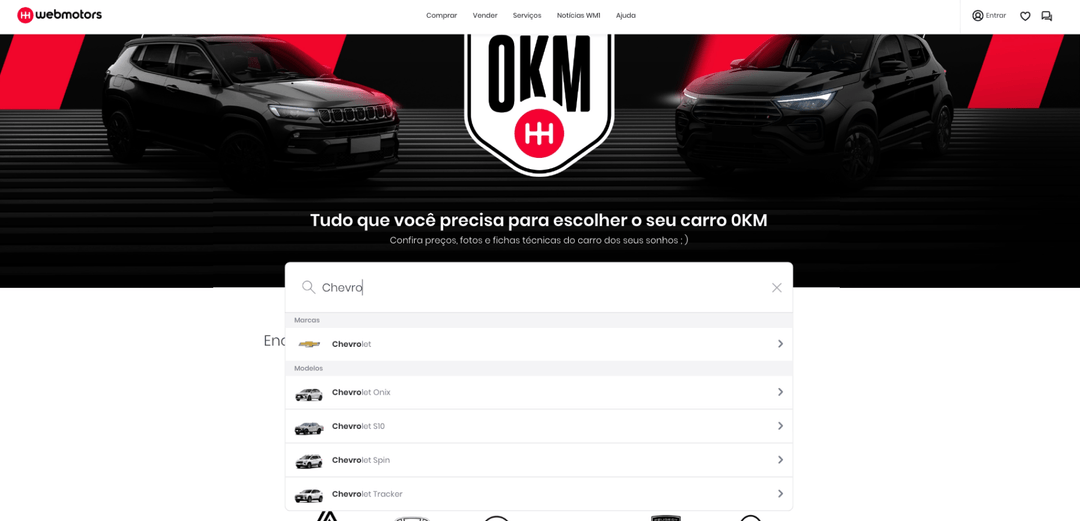 webmotors
Comprar Vender Serviços Notícias WM1 Ajuda
Entrar
0KM
Tudo que você precisa para escolher o seu carro 0KM
Confira preços, fotos e fichas técnicas do carro dos seus sonhos ; )
Chevro
Marcas
Enc
Chevrolet
Modelos
Chevrolet Onix
Chevrolet S10
Chevrolet Spin
Chevrolet Tracker